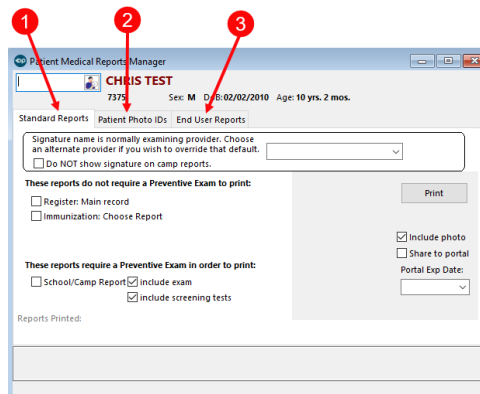 1 2 3
Patient Medical Reports Manager
CHRIS TEST
7375 Sex: M DOB:02/02/2010 Age: 10 yrs. 2 mos.
Standard Reports Patient Photo IDs End User Reports
Signature name is normally examining provider. Choose
an alternate provider if you wish to override that default.
Do NOT show signature on camp reports.
These reports do not require a Preventive Exam to print:
Print
Register: Main record
Immunization: Choose Report
Include photo
Share to portal
These reports require a Preventive Exam in order to print:
Portal Exp Date:
School/Camp Report include exam
include screening tests
Reports Printed: